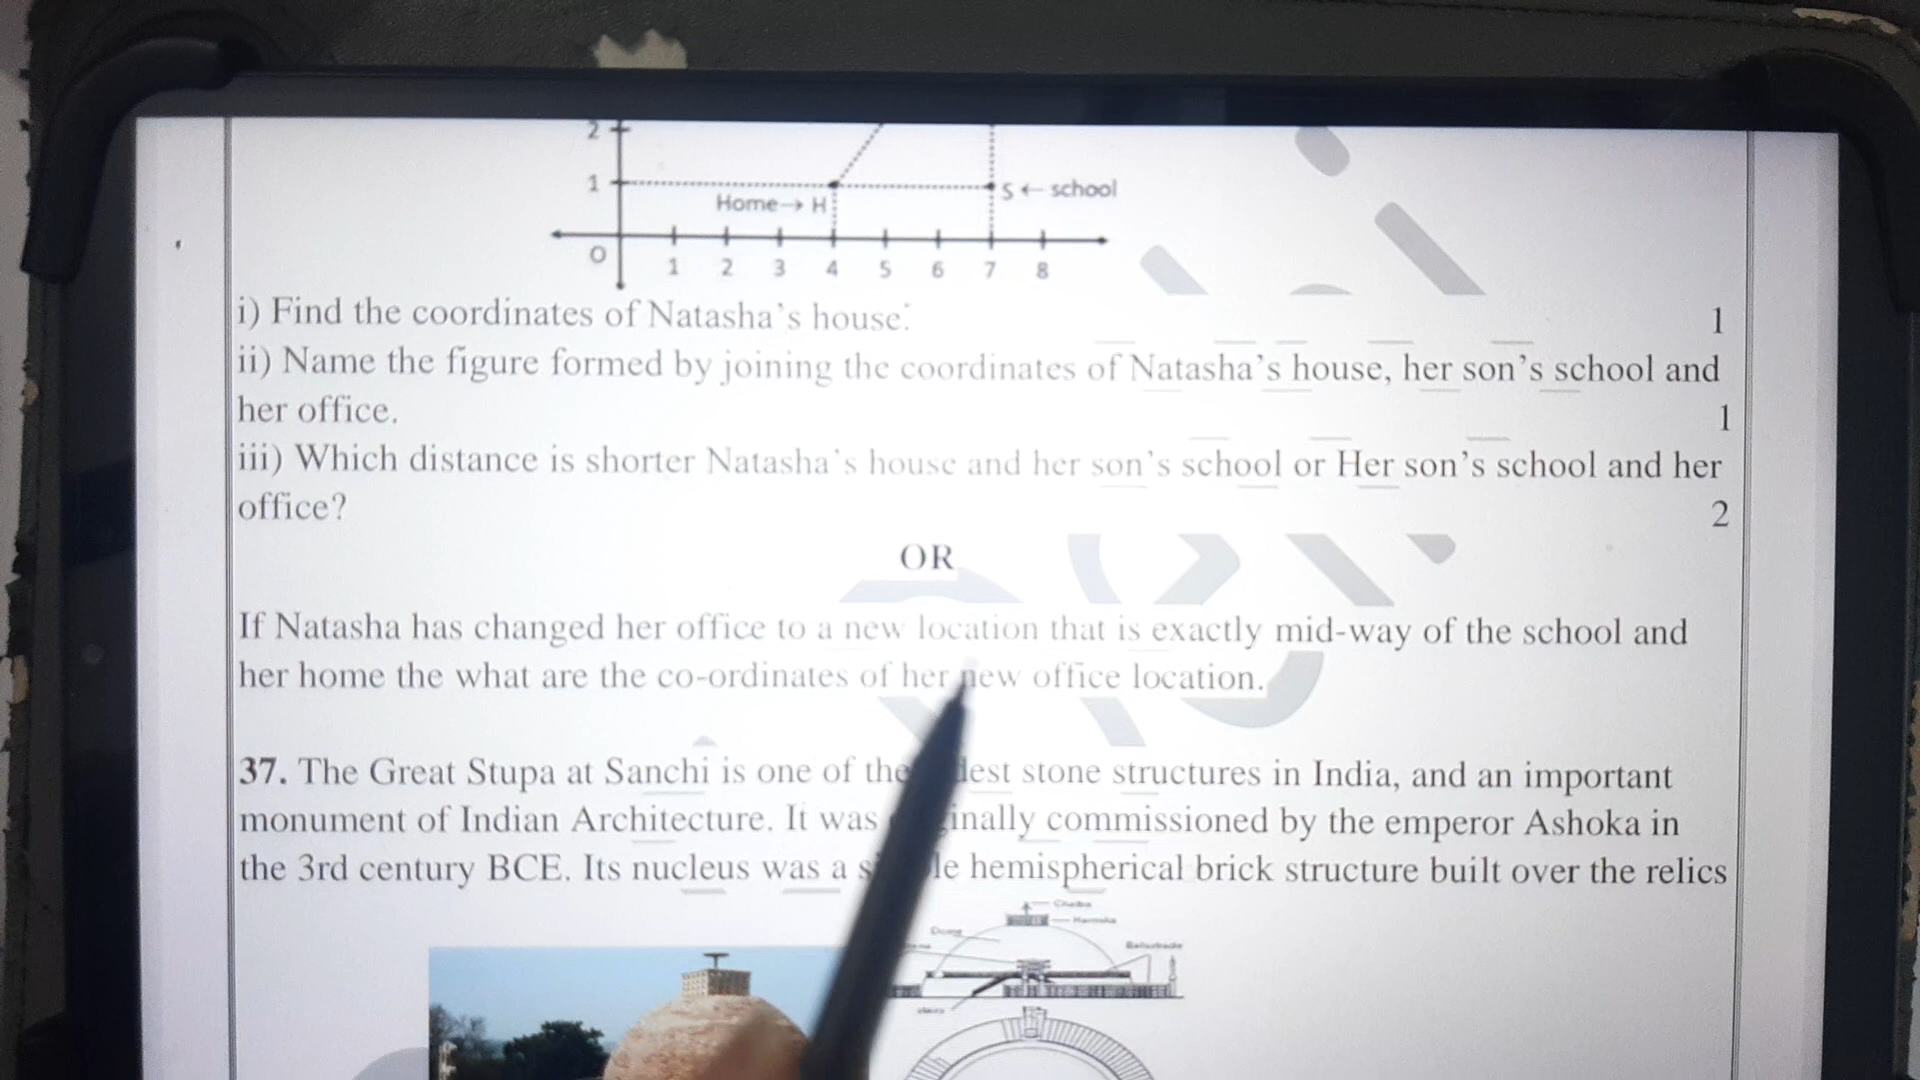 2
1
S ← school
Home → H
O
1 2 3 4 5 6 7 8
i) Find the coordinates of Natasha's house. 1
ii) Name the figure formed by joining the coordinates of Natasha's house, her son's school and
her office. 1
iii) Which distance is shorter Natasha's house and her son's school or Her son's school and her
office? 2
OR
If Natasha has changed her office to a new location that is exactly mid-way of the school and
her home the what are the co-ordinates of her new office location.
37. The Great Stupa at Sanchi is one of the stone structures in India, and an important
monument of Indian Architecture. It was commissioned by the emperor Ashoka in
the 3rd century BCE. Its nucleus was a hemispherical brick structure built over the relics
Harmika
Dome
Balustrade